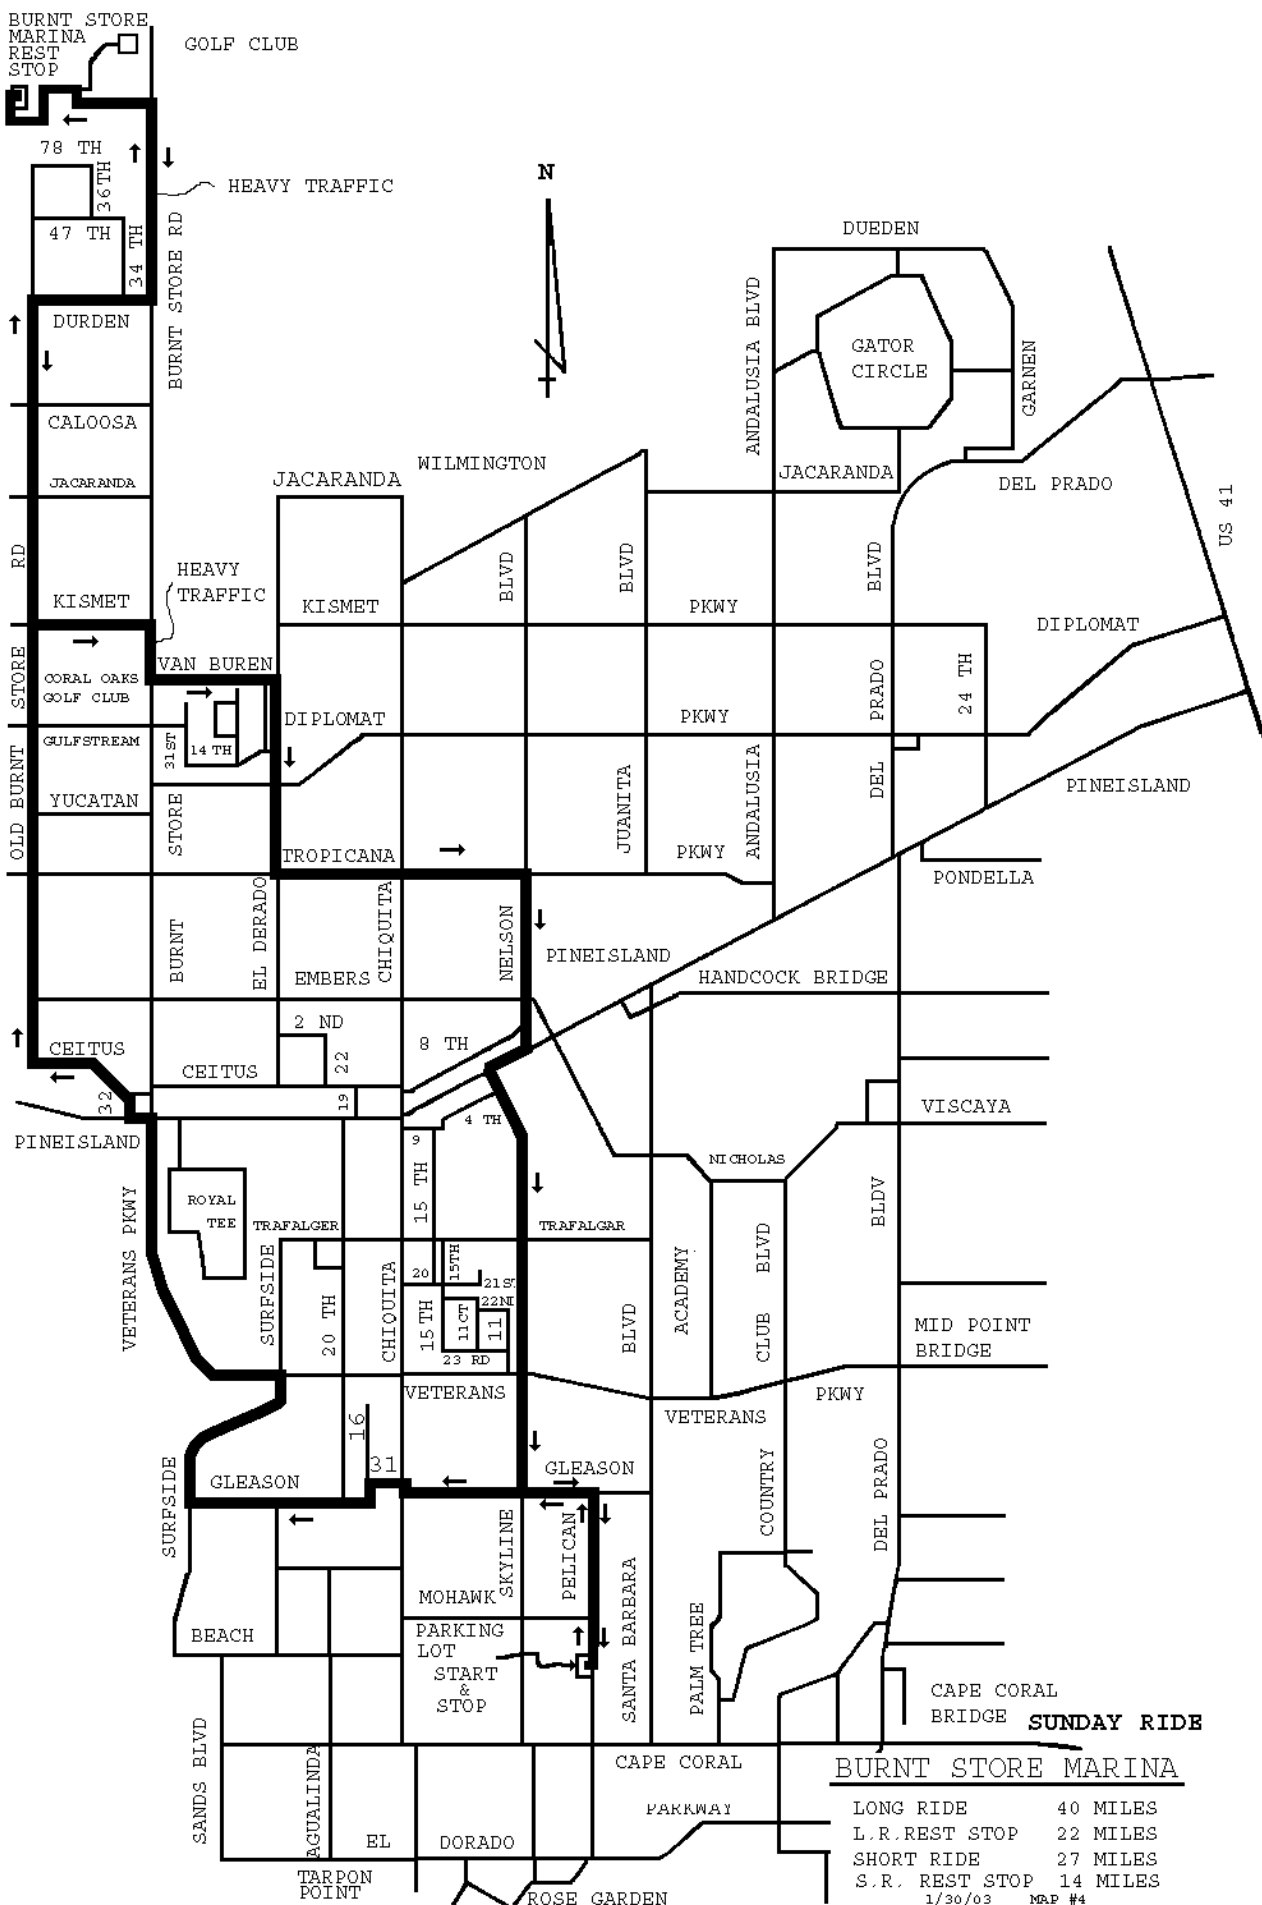 BURNT STORE
MARINA
REST
STOP
GOLF CLUB
78 TH
36TH
HEAVY TRAFFIC
47 TH
34 TH
BURNT STORE RD
N
DUEDEN
ANDALUSIA BLVD
GATOR
CIRCLE
GARNEN
DURDEN
CALOOSA
JACARANDA
JACARANDA
WILMINGTON
JACARANDA
DEL PRADO
US 41
RD
HEAVY
TRAFFIC
KISMET
KISMET
BLVD
BLVD
PKWY
BLVD
DIPLOMAT
STORE
CORAL OAKS
GOLF CLUB
VAN BUREN
DIPLOMAT
PKWY
PRADO
24 TH
GULFSTREAM
31ST
14 TH
OLD BURNT
YUCATAN
STORE
JUANITA
ANDALUSIA
DEL
PINEISLAND
TROPICANA
PKWY
PONDELLA
BURNT
EL DERADO
EMBERS
CHIQUITA
NELSON
PINEISLAND
HANDCOCK BRIDGE
2 ND
CEITUS
CEITUS
22
8 TH
32
19
4 TH
VISCAYA
PINEISLAND
9
NICHOLAS
VETERANS PKWY
ROYAL
TEE
TRAFALGER
15 TH
TRAFALGAR
ACADEMY
CLUB BLVD
BLDV
SURFSIDE
20 TH
CHIQUITA
20
15TH
21 ST
22ND
15 TH
11CT
11
23 RD
BLVD
MID POINT
BRIDGE
VETERANS
VETERANS
PKWY
16
31
SURFSIDE
GLEASON
GLEASON
COUNTRY
DEL PRADO
SKYLINE
PELICAN
MOHAWK
SANTA BARBARA
PALM TREE
BEACH
PARKING
LOT
START
&
STOP
CAPE CORAL
BRIDGE
SUNDAY RIDE
SANDS BLVD
AGUALINDA
CAPE CORAL
PARKWAY
EL DORADO
TARPON
POINT
ROSE GARDEN
BURNT STORE MARINA
LONG RIDE 40 MILES
L.R.REST STOP 22 MILES
SHORT RIDE 27 MILES
S.R. REST STOP 14 MILES
1/30/03 MAP #4